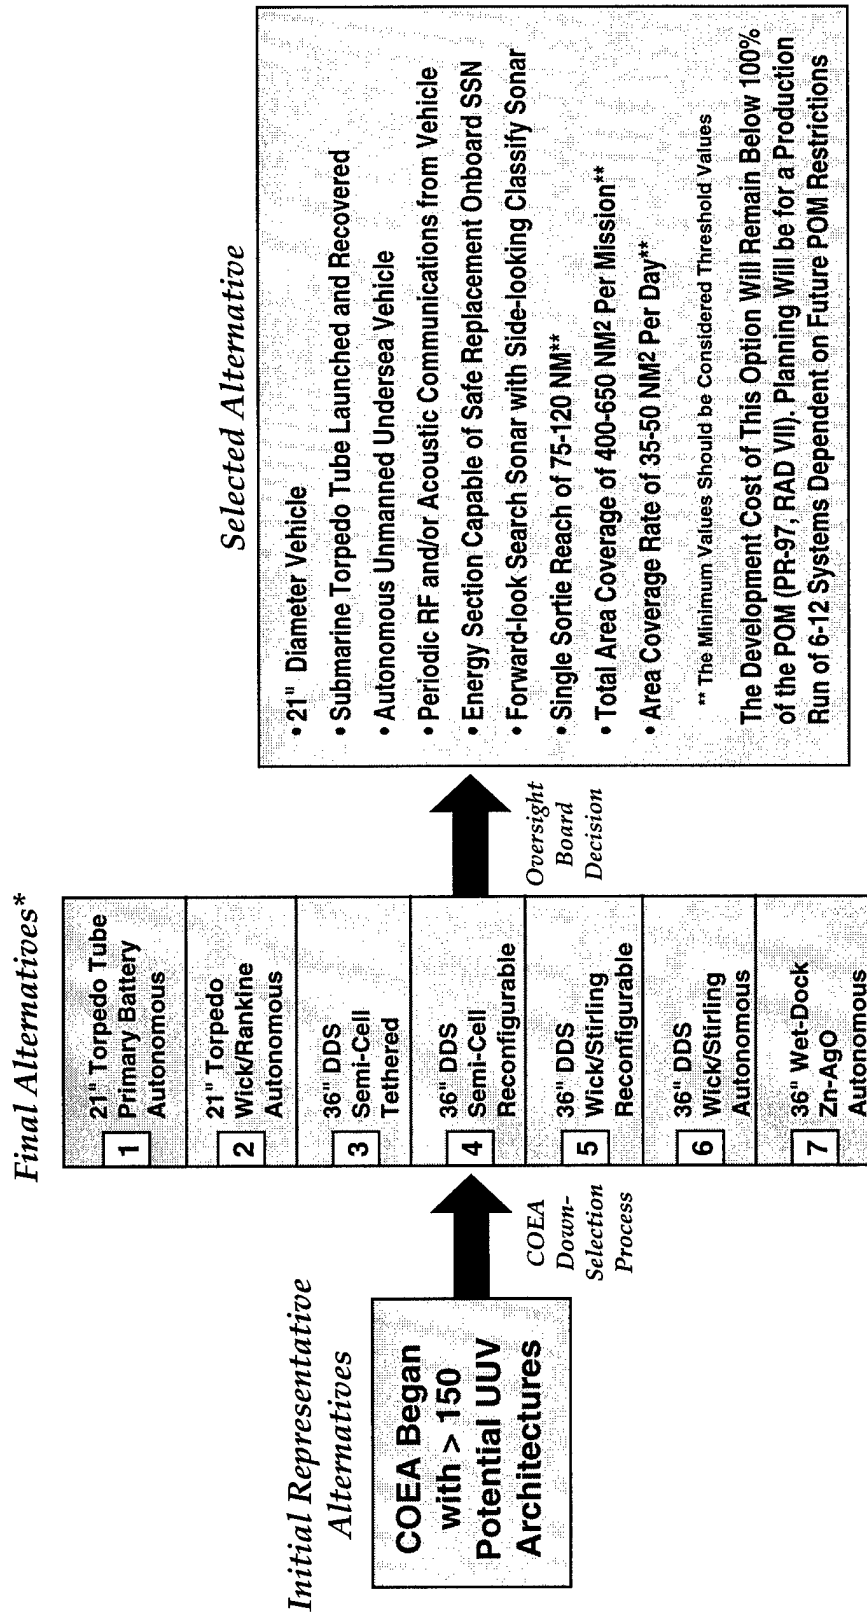 Initial Representative
Alternatives
COEA Began
with > 150
Potential UUV
Architectures
COEA
Down-
Selection
Process
Final Alternatives*
1
21" Torpedo Tube
Primary Battery
Autonomous
2
21" Torpedo
Wick/Rankine
Autonomous
3
36" DDS
Semi-Cell
Tethered
4
36" DDS
Semi-Cell
Reconfigurable
5
36" DDS
Wick/Stirling
Reconfigurable
6
36" DDS
Wick/Stirling
Autonomous
7
36" Wet-Dock
Zn-AgO
Autonomous
Oversight
Board
Decision
Selected Alternative
• 21" Diameter Vehicle
• Submarine Torpedo Tube Launched and Recovered
• Autonomous Unmanned Undersea Vehicle
• Periodic RF and/or Acoustic Communications from Vehicle
• Energy Section Capable of Safe Replacement Onboard SSN
• Forward-look Search Sonar with Side-looking Classify Sonar
• Single Sortie Reach of 75-120 NM**
• Total Area Coverage of 400-650 NM2 Per Mission**
• Area Coverage Rate of 35-50 NM2 Per Day**
** The Minimum Values Should be Considered Threshold Values
The Development Cost of This Option Will Remain Below 100%
of the POM (PR-97, RAD VII). Planning Will be for a Production
Run of 6-12 Systems Dependent on Future POM Restrictions